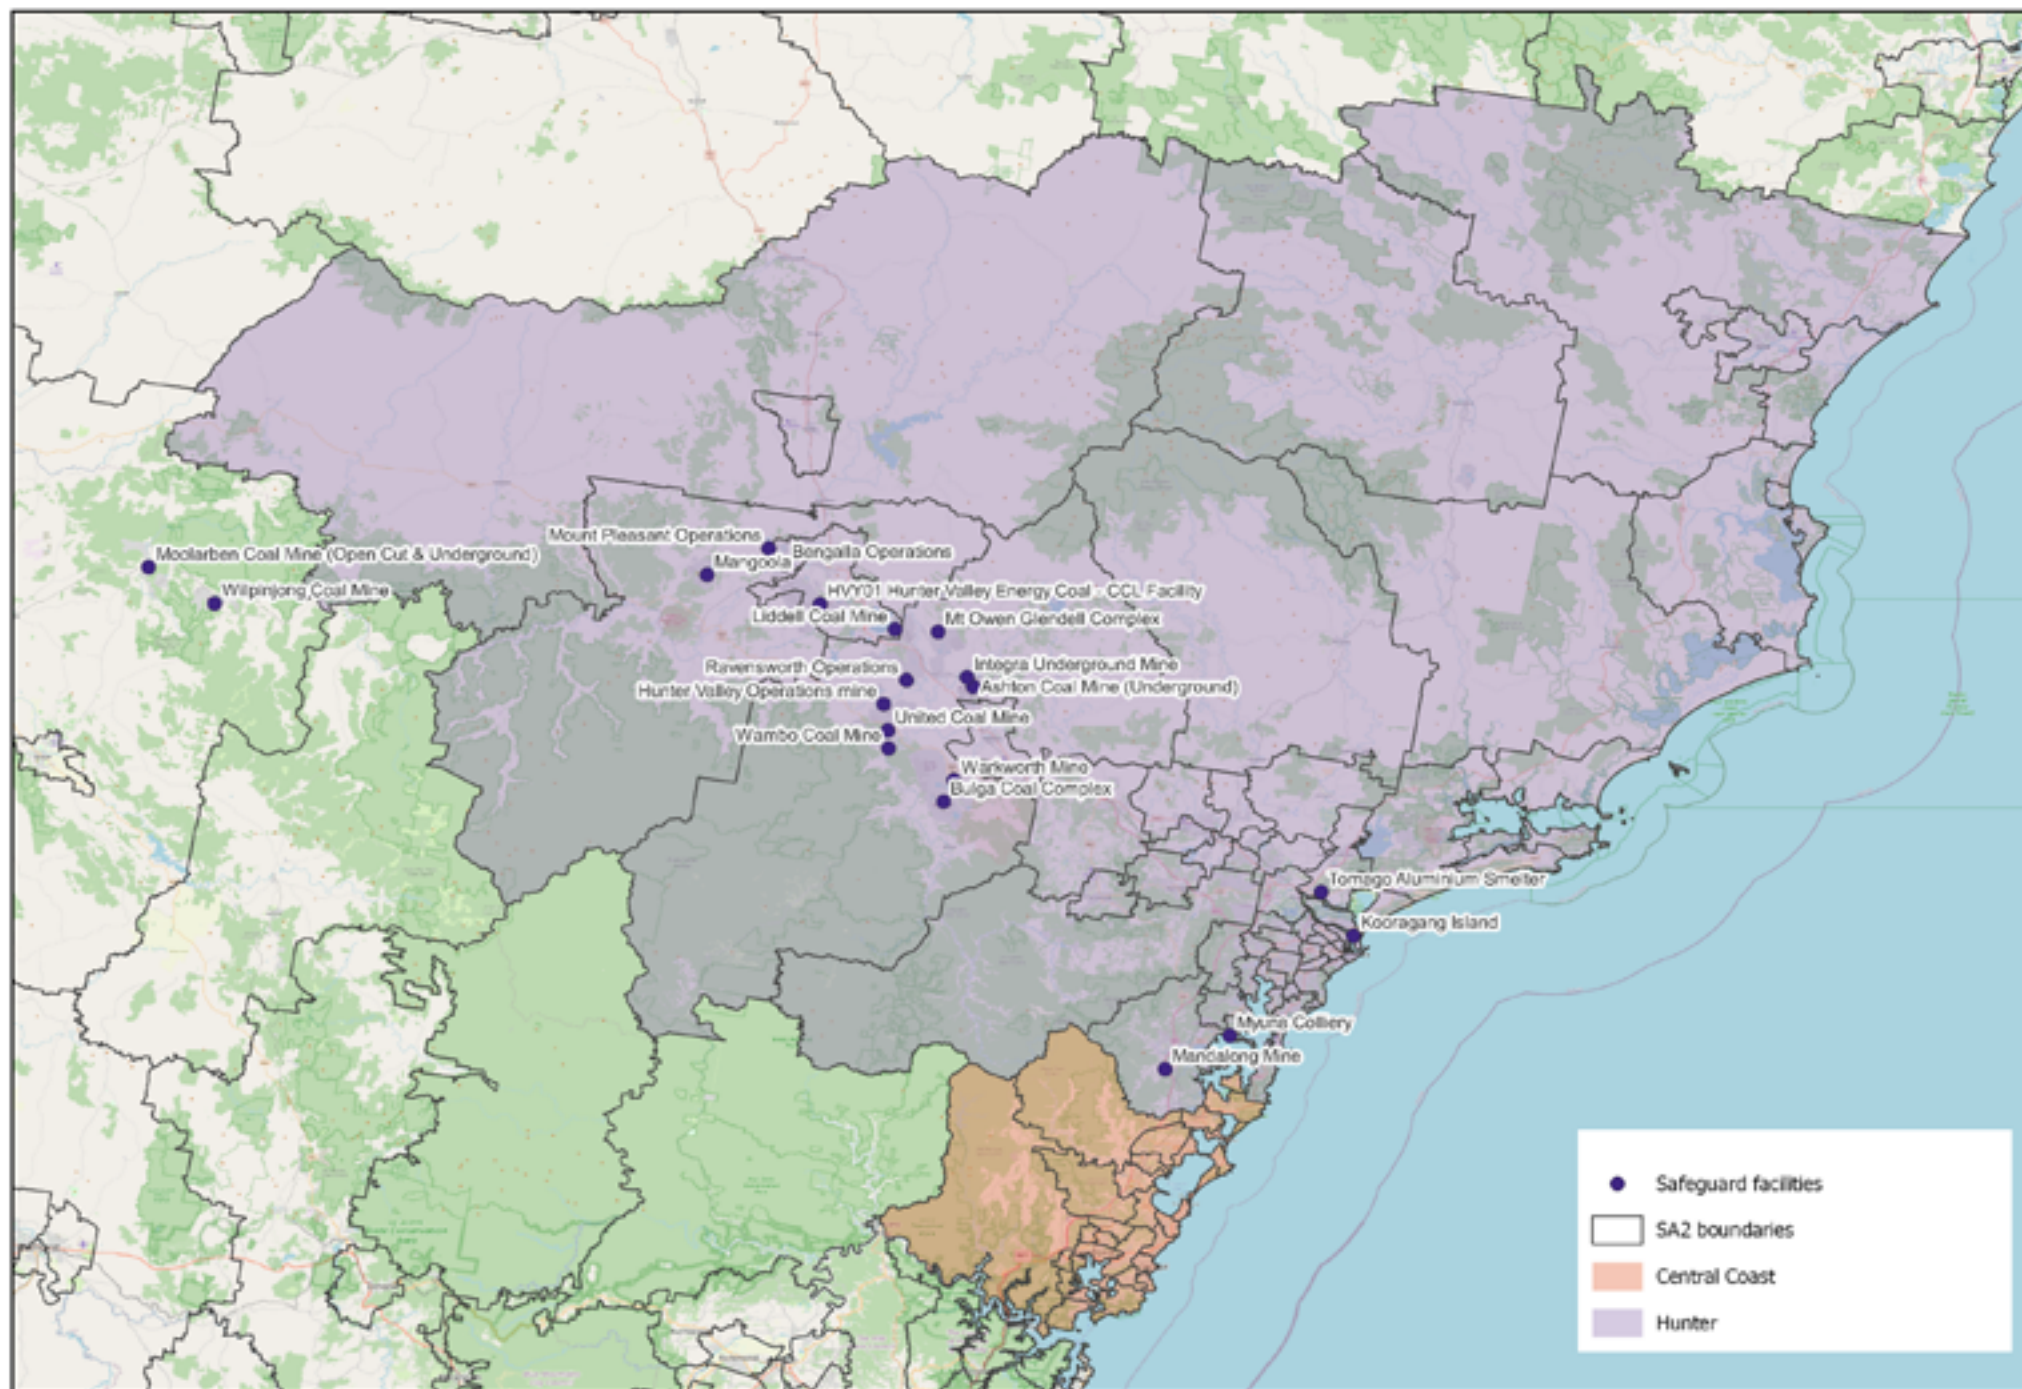 Mount Pleasant Operations
Bengalla Operations
Moolarben Coal Mine (Open Cut & Underground)
Mangoola
Wilpinjong Coal Mine
HVY01 Hunter Valley Energy Coal - CCL Facility
Liddell Coal Mine
Mt Owen Glendell Complex
Ravensworth Operations
Integra Underground Mine
Hunter Valley Operations mine
Ashton Coal Mine (Underground)
United Coal Mine
Wambo Coal Mine
Warkworth Mine
Bulga Coal Complex
Tomago Aluminium Smelter
Kooragang Island
Myuna Colliery
Mandalong Mine
Safeguard facilities
SA2 boundaries
Central Coast
Hunter